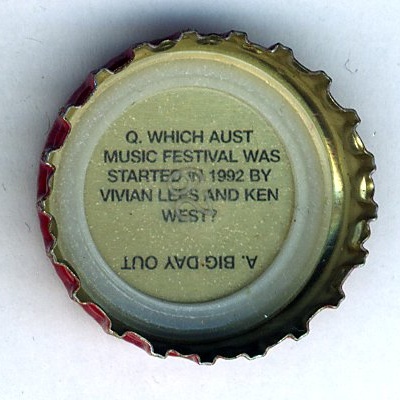 Q. WHICH AUST
MUSIC FESTIVAL WAS
STARTED IN 1992 BY
VIVIAN LEES AND KEN
WEST?
A. BIG DAY OUT